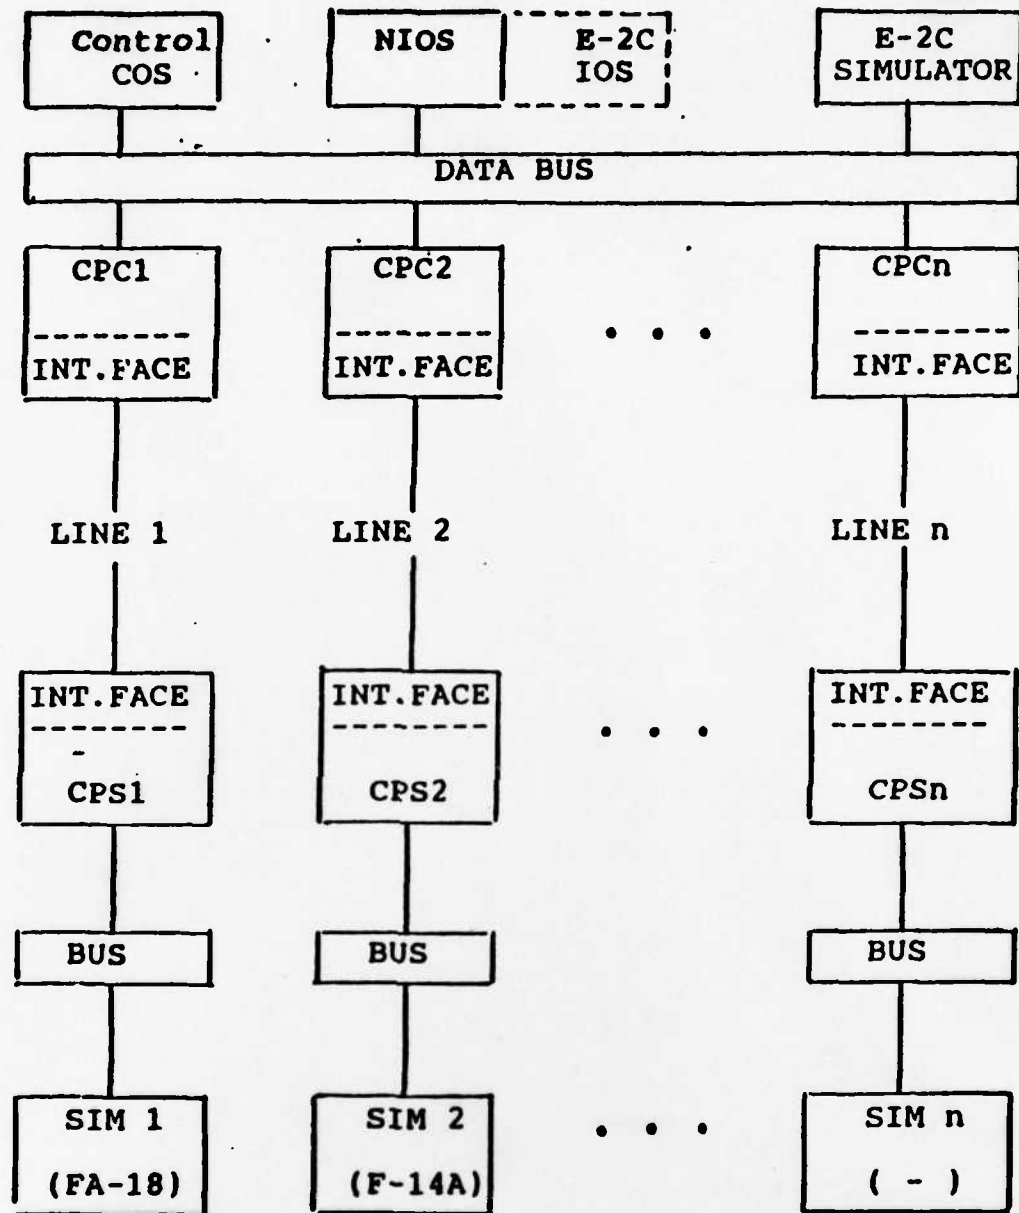 Control
COS
NIOS
E-2C
IOS
E-2C
SIMULATOR
DATA BUS
CPC1
INT.FACE
CPC2
INT.FACE
CPCn
INT.FACE
LINE 1
LINE 2
LINE n
INT.FACE
CPS1
INT.FACE
CPS2
INT.FACE
CPSn
BUS
BUS
BUS
SIM 1
(FA-18)
SIM 2
(F-14A)
SIM n
( - )